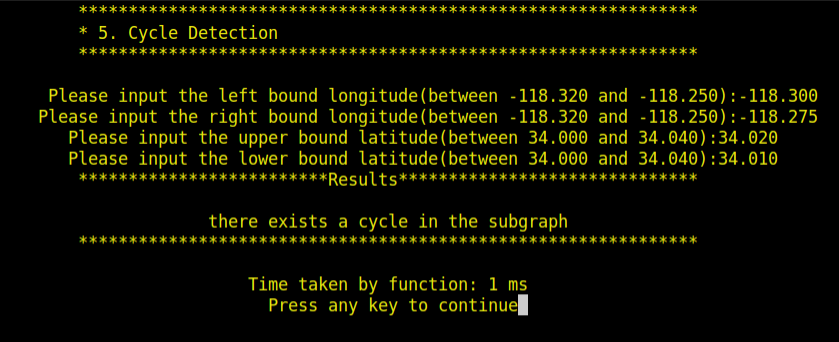 **************************************************************
* 5. Cycle Detection
**************************************************************
Please input the left bound longitude(between -118.320 and -118.250):-118.300
Please input the right bound longitude(between -118.320 and -118.250):-118.275
Please input the upper bound latitude(between 34.000 and 34.040):34.020
Please input the lower bound latitude(between 34.000 and 34.040):34.010
*************************Results******************************
there exists a cycle in the subgraph
**************************************************************
Time taken by function: 1 ms
Press any key to continue